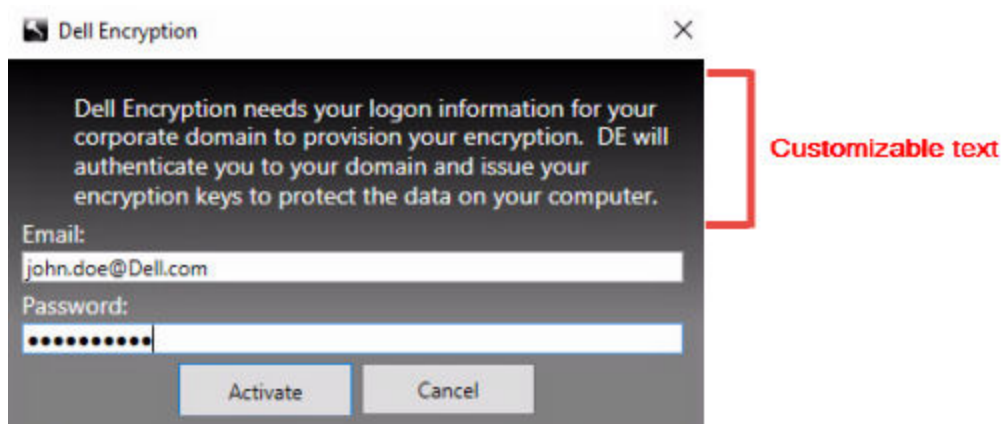 Dell Encryption
Dell Encryption needs your logon information for your
corporate domain to provision your encryption.  DE will
authenticate you to your domain and issue your
encryption keys to protect the data on your computer.
Customizable text
Email:
john.doe@Dell.com
Password:
●●●●●●●●●●
Activate
Cancel